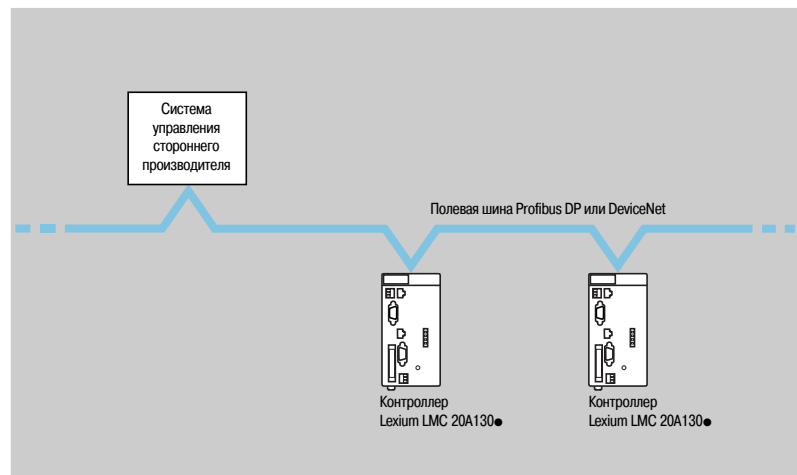 Система
управления
стороннего
производителя
Полевая шина Profibus DP или DeviceNet
Контроллер
Lexium LMC 20A130●
Контроллер
Lexium LMC 20A130●